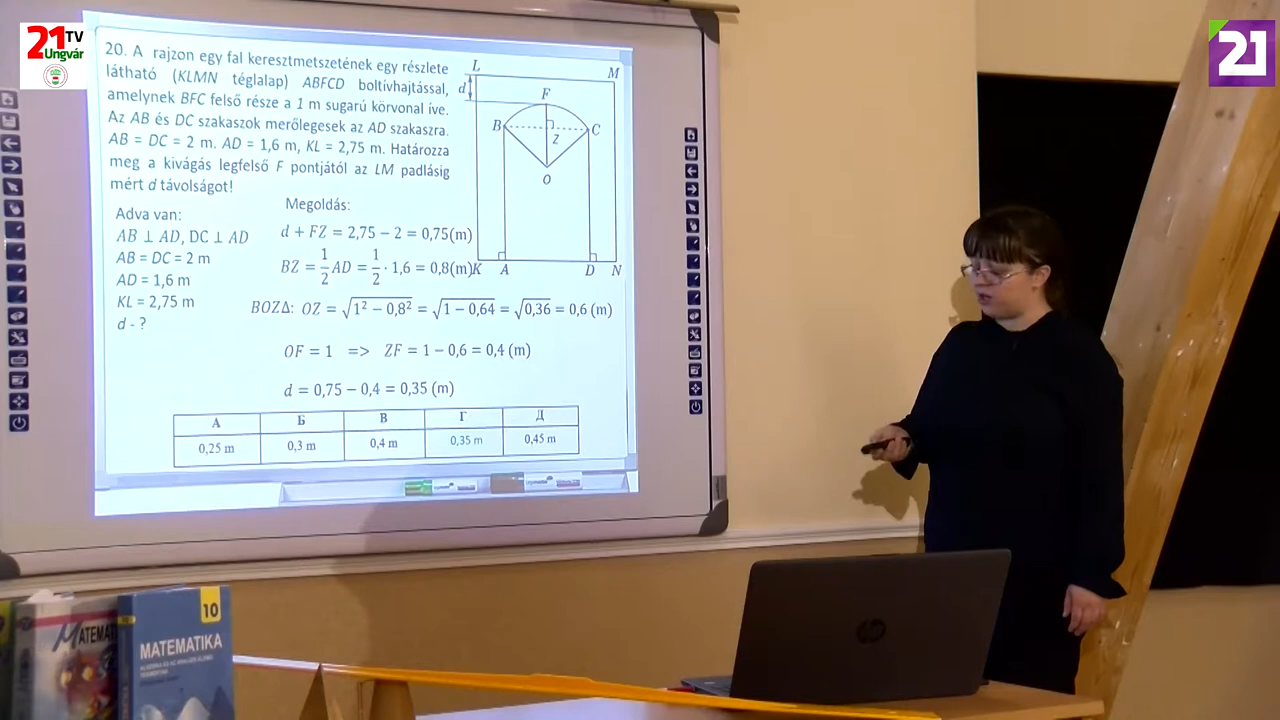 21 TV
Ungvár
21
20. A rajzon egy fal keresztmetszetének egy részlete
látható (KLMN téglalap) ABFCD boltívhajtással,
amelynek BFC felső része a 1 m sugarú körvonal íve.
Az AB és DC szakaszok merőlegesek az AD szakaszra.
AB = DC = 2 m. AD = 1,6 m, KL = 2,75 m. Határozza
meg a kivágás legfelső F pontjától az LM padlásig
mért d távolságot!
L
M
d
F
B
C
Z
O
K
A
D
N
Adva van:
AB ⊥ AD, DC ⊥ AD
AB = DC = 2 m
AD = 1,6 m
KL = 2,75 m
d - ?
Megoldás:
d + FZ = 2,75 − 2 = 0,75(m)
BZ = 1/2 AD = 1/2 · 1,6 = 0,8(m)
BOZΔ: OZ = √(1² − 0,8²) = √(1 − 0,64) = √0,36 = 0,6 (m)
OF = 1 => ZF = 1 − 0,6 = 0,4 (m)
d = 0,75 − 0,4 = 0,35 (m)
А Б В Г Д
0,25 m 0,3 m 0,4 m 0,35 m 0,45 m
10
MATEMATIKA
MATEMAT
hp